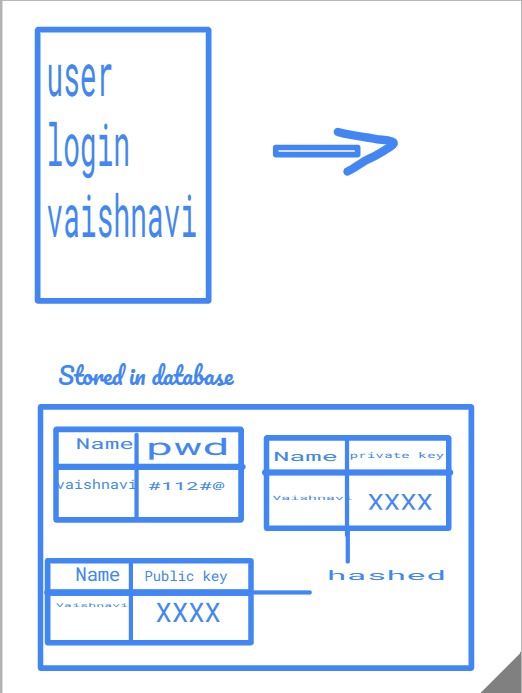 user
login
vaishnavi
Stored in database
Name pwd
vaishnavi #112#@
Name private key
Vaishnavi XXXX
hashed
Name Public key
Vaishnavi XXXX